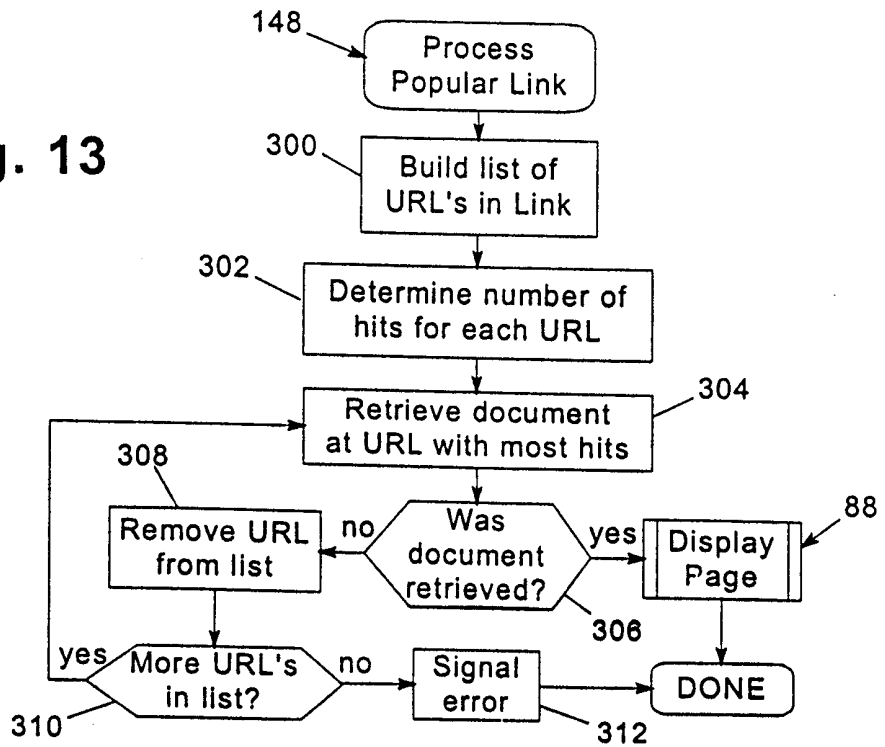 148
Process
Popular Link
13
300
Build list of
URL's in Link
302
Determine number of
hits for each URL
304
Retrieve document
at URL with most hits
308
Remove URL
from list
no
Was
document
retrieved?
yes
Display
Page
88
306
yes
More URL's
in list?
no
Signal
error
DONE
310
312